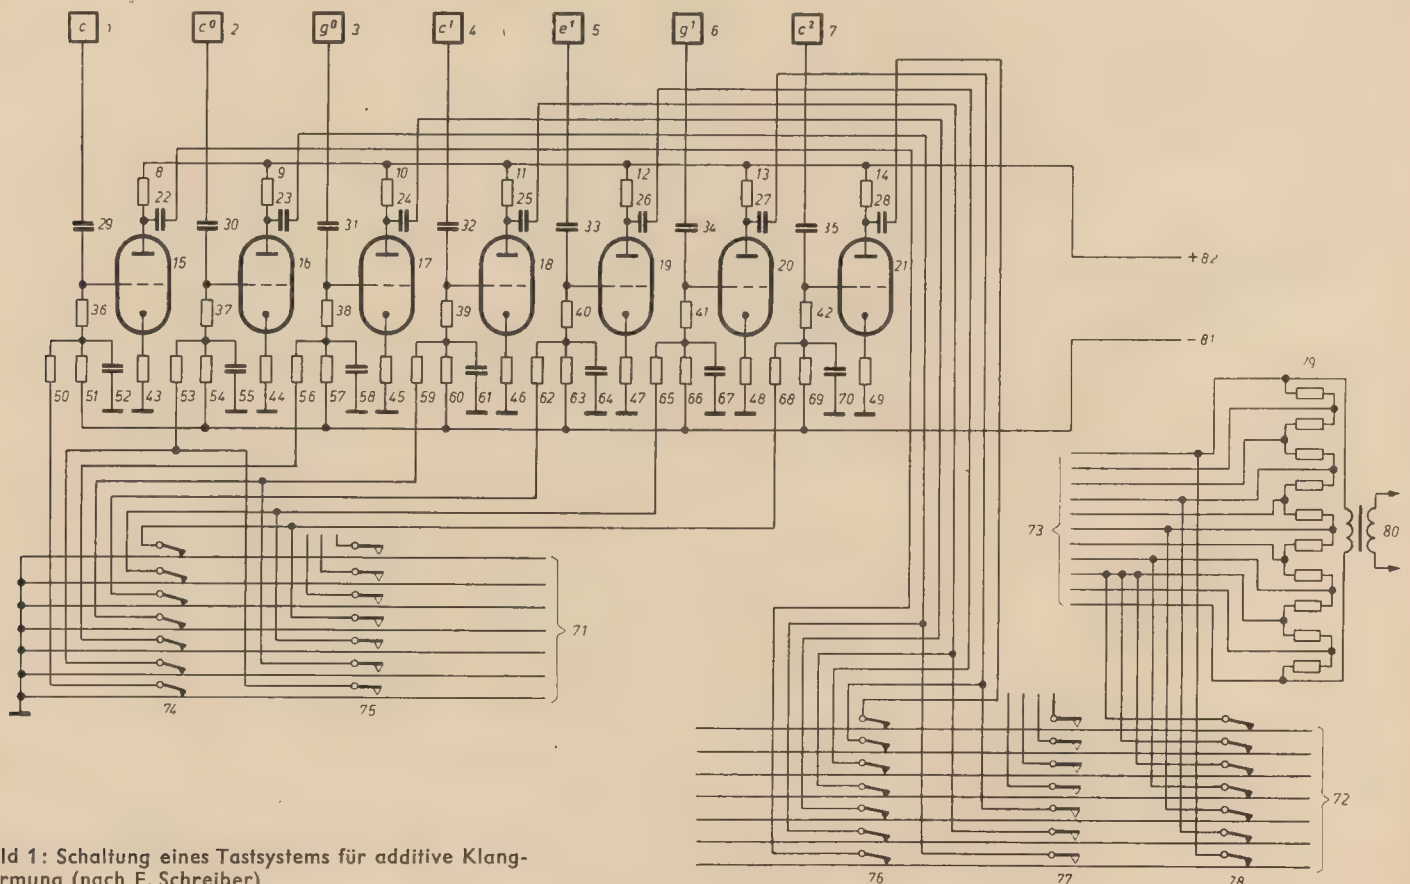 c 1 c⁰ 2 g⁰ 3 c¹ 4 e¹ 5 g¹ 6 c² 7
8 9 10 11 12 13 14
22 23 24 25 26 27 28
29 30 31 32 33 34 35
15 16 17 18 19 20 21
+ 82
36 37 38 39 40 41 42
- 81
79
50 51 52 43 53 54 55 44 56 57 58 45 59 60 61 46 62 63 64 47 65 66 67 48 68 69 70 49
73 80
71
74 75
72
76 77 78
ld 1: Schaltung eines Tastsystems für additive Klang-
rmung (nach E. Schreiber)